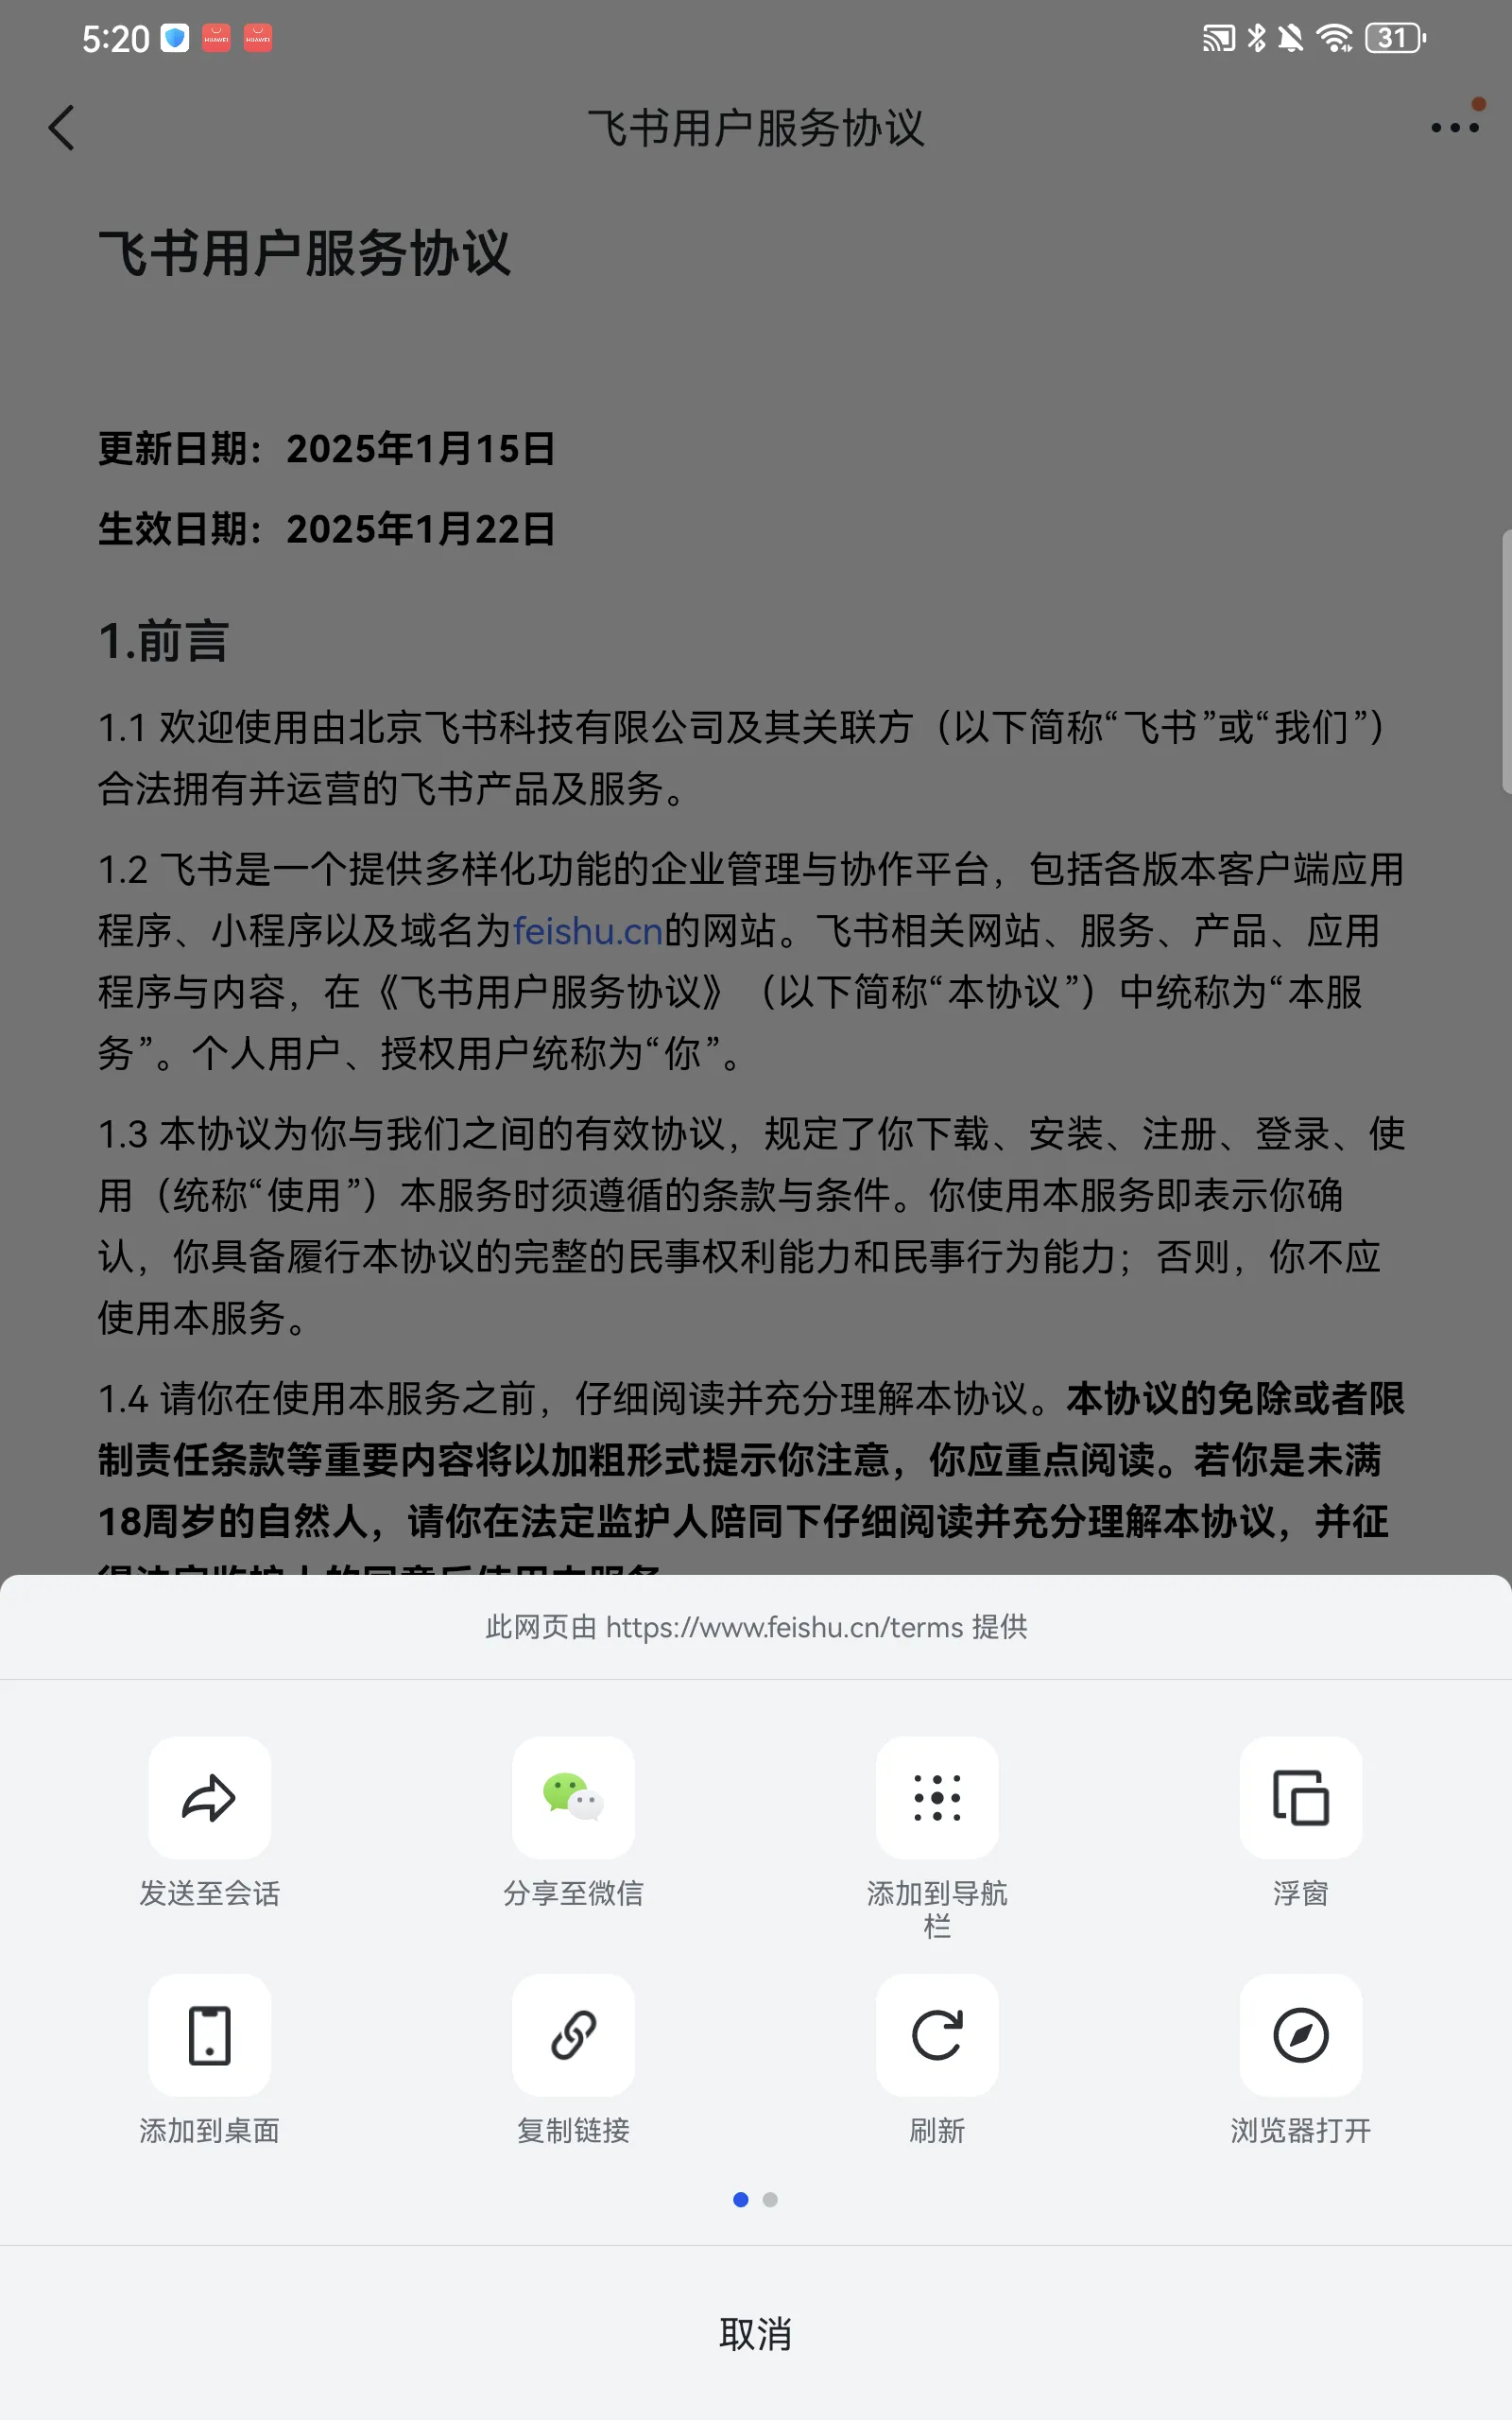 5:20
HUAWEI
HUAWEI
31
飞书用户服务协议
飞书用户服务协议
更新日期：2025年1月15日
生效日期：2025年1月22日
1.前言
1.1 欢迎使用由北京飞书科技有限公司及其关联方（以下简称“飞书”或“我们”）
合法拥有并运营的飞书产品及服务。
1.2 飞书是一个提供多样化功能的企业管理与协作平台，包括各版本客户端应用
程序、小程序以及域名为feishu.cn的网站。飞书相关网站、服务、产品、应用
程序与内容，在《飞书用户服务协议》（以下简称“本协议”）中统称为“本服
务”。个人用户、授权用户统称为“你”。
1.3 本协议为你与我们之间的有效协议，规定了你下载、安装、注册、登录、使
用（统称“使用”）本服务时须遵循的条款与条件。你使用本服务即表示你确
认，你具备履行本协议的完整的民事权利能力和民事行为能力；否则，你不应
使用本服务。
1.4 请你在使用本服务之前，仔细阅读并充分理解本协议。本协议的免除或者限
制责任条款等重要内容将以加粗形式提示你注意，你应重点阅读。若你是未满
18周岁的自然人，请你在法定监护人陪同下仔细阅读并充分理解本协议，并征
得法定监护人的同意后使用本服务
此网页由 https://www.feishu.cn/terms 提供
发送至会话
分享至微信
添加到导航
栏
浮窗
添加到桌面
复制链接
刷新
浏览器打开
取消